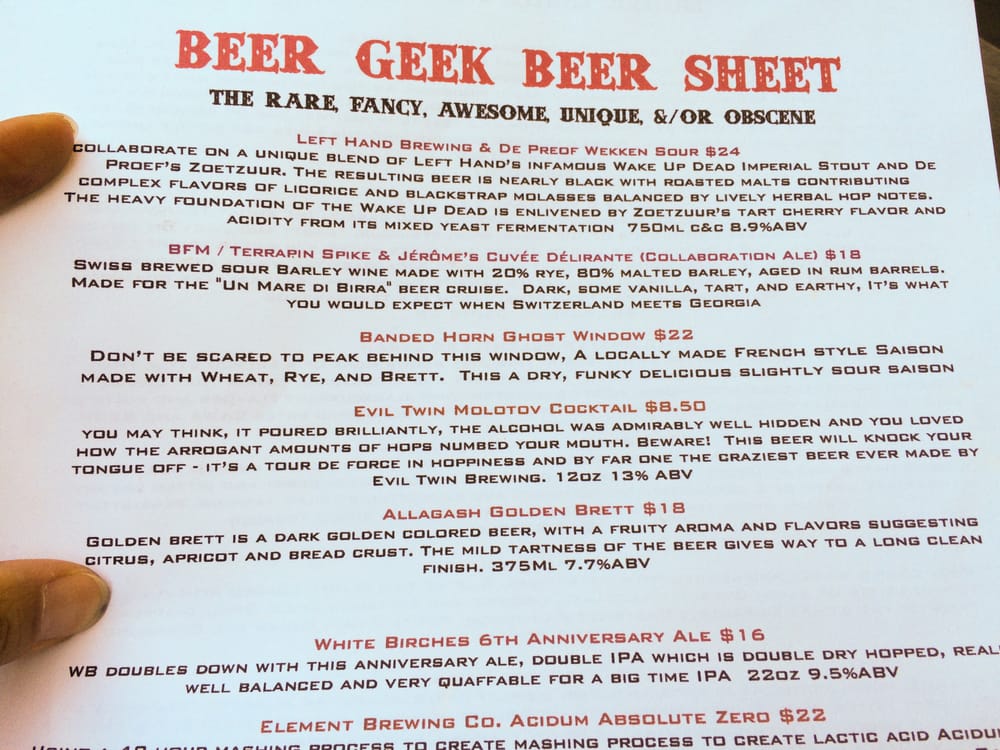 BEER GEEK BEER SHEET
THE RARE, FANCY, AWESOME, UNIQUE, &/OR OBSCENE
LEFT HAND BREWING & DE PREOF WEKKEN SOUR $24
COLLABORATE ON A UNIQUE BLEND OF LEFT HAND'S INFAMOUS WAKE UP DEAD IMPERIAL STOUT AND DE
PROEF'S ZOETZUUR. THE RESULTING BEER IS NEARLY BLACK WITH ROASTED MALTS CONTRIBUTING
COMPLEX FLAVORS OF LICORICE AND BLACKSTRAP MOLASSES BALANCED BY LIVELY HERBAL HOP NOTES.
THE HEAVY FOUNDATION OF THE WAKE UP DEAD IS ENLIVENED BY ZOETZUUR'S TART CHERRY FLAVOR AND
ACIDITY FROM ITS MIXED YEAST FERMENTATION 750ML C&C 8.9%ABV
BFM / TERRAPIN SPIKE & JÉRÔME'S CUVÉE DÉLIRANTE (COLLABORATION ALE) $18
SWISS BREWED SOUR BARLEY WINE MADE WITH 20% RYE, 80% MALTED BARLEY, AGED IN RUM BARRELS.
MADE FOR THE "UN MARE DI BIRRA" BEER CRUISE. DARK, SOME VANILLA, TART, AND EARTHY, IT'S WHAT
YOU WOULD EXPECT WHEN SWITZERLAND MEETS GEORGIA
BANDED HORN GHOST WINDOW $22
DON'T BE SCARED TO PEAK BEHIND THIS WINDOW, A LOCALLY MADE FRENCH STYLE SAISON
MADE WITH WHEAT, RYE, AND BRETT. THIS A DRY, FUNKY DELICIOUS SLIGHTLY SOUR SAISON
EVIL TWIN MOLOTOV COCKTAIL $8.50
YOU MAY THINK, IT POURED BRILLIANTLY, THE ALCOHOL WAS ADMIRABLY WELL HIDDEN AND YOU LOVED
HOW THE ARROGANT AMOUNTS OF HOPS NUMBED YOUR MOUTH. BEWARE! THIS BEER WILL KNOCK YOUR
TONGUE OFF - IT'S A TOUR DE FORCE IN HOPPINESS AND BY FAR ONE THE CRAZIEST BEER EVER MADE BY
EVIL TWIN BREWING. 12OZ 13% ABV
ALLAGASH GOLDEN BRETT $18
GOLDEN BRETT IS A DARK GOLDEN COLORED BEER, WITH A FRUITY AROMA AND FLAVORS SUGGESTING
CITRUS, APRICOT AND BREAD CRUST. THE MILD TARTNESS OF THE BEER GIVES WAY TO A LONG CLEAN
FINISH. 375ML 7.7%ABV
WHITE BIRCHES 6TH ANNIVERSARY ALE $16
WB DOUBLES DOWN WITH THIS ANNIVERSARY ALE, DOUBLE IPA WHICH IS DOUBLE DRY HOPPED, REAL
WELL BALANCED AND VERY QUAFFABLE FOR A BIG TIME IPA 22OZ 9.5%ABV
ELEMENT BREWING CO. ACIDUM ABSOLUTE ZERO $22
HOUR MASHING PROCESS TO CREATE MASHING PROCESS TO CREATE LACTIC ACID ACIDU